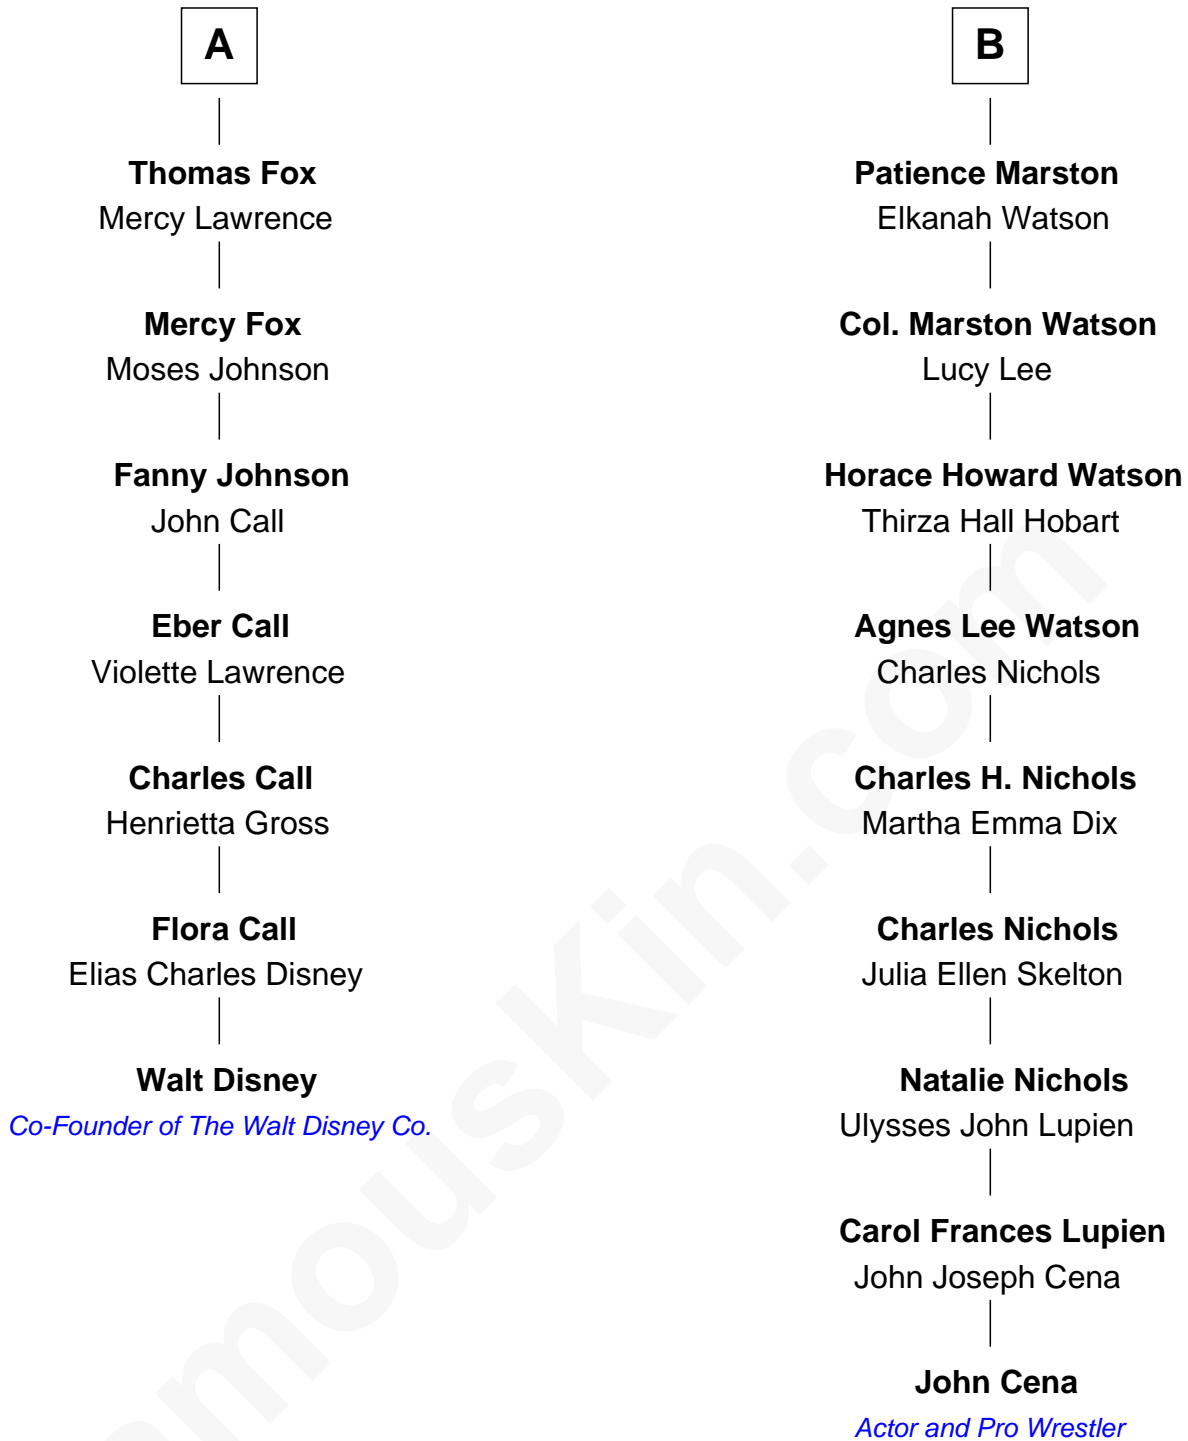 A
Thomas Fox
Mercy Lawrence
Mercy Fox
Moses Johnson
Fanny Johnson
John Call
Eber Call
Violette Lawrence
Charles Call
Henrietta Gross
Flora Call
Elias Charles Disney
Walt Disney
Co-Founder of The Walt Disney Co.
B
Patience Marston
Elkanah Watson
Col. Marston Watson
Lucy Lee
Horace Howard Watson
Thirza Hall Hobart
Agnes Lee Watson
Charles Nichols
Charles H. Nichols
Martha Emma Dix
Charles Nichols
Julia Ellen Skelton
Natalie Nichols
Ulysses John Lupien
Carol Frances Lupien
John Joseph Cena
John Cena
Actor and Pro Wrestler
amousKin.com